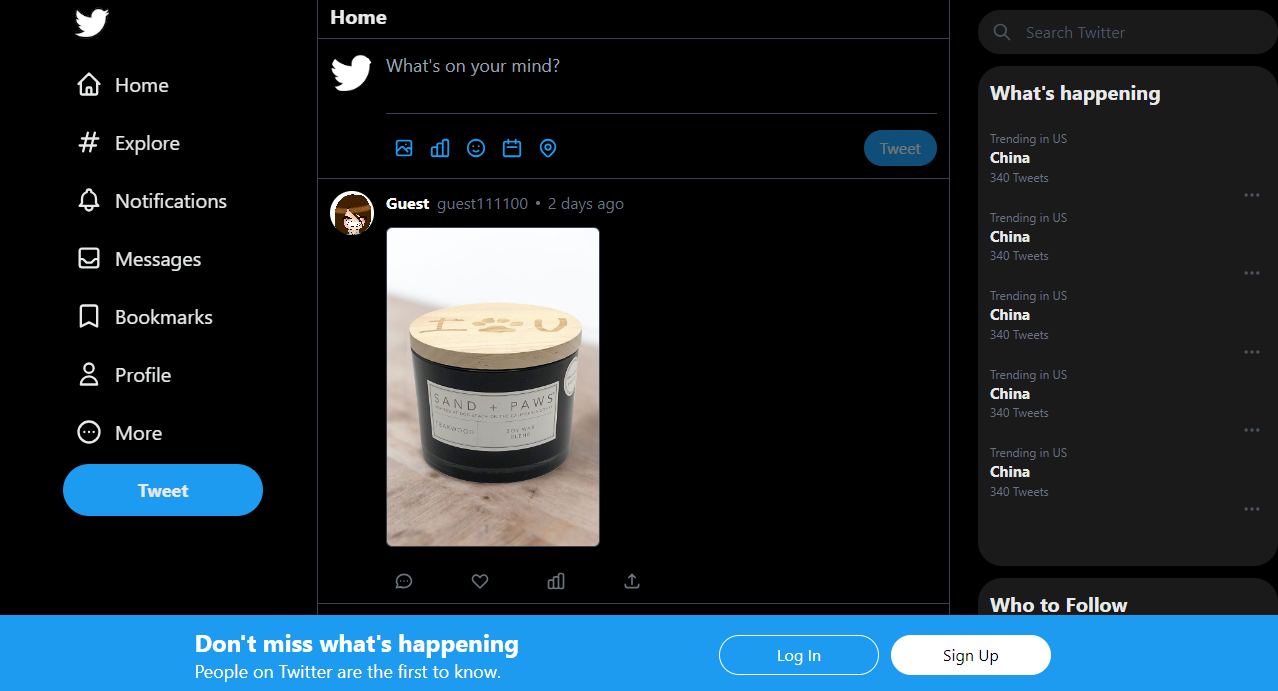 Home
Explore
Notifications
Messages
Bookmarks
Profile
More
Tweet
Home
What's on your mind?
Tweet
Guest guest111100 • 2 days ago
I U
SAND + PAWS
TEAKWOOD
SOY WAX
BLEND
Search Twitter
What's happening
Trending in US
China
340 Tweets
Trending in US
China
340 Tweets
Trending in US
China
340 Tweets
Trending in US
China
340 Tweets
Trending in US
China
340 Tweets
Who to Follow
Don't miss what's happening
People on Twitter are the first to know.
Log In
Sign Up